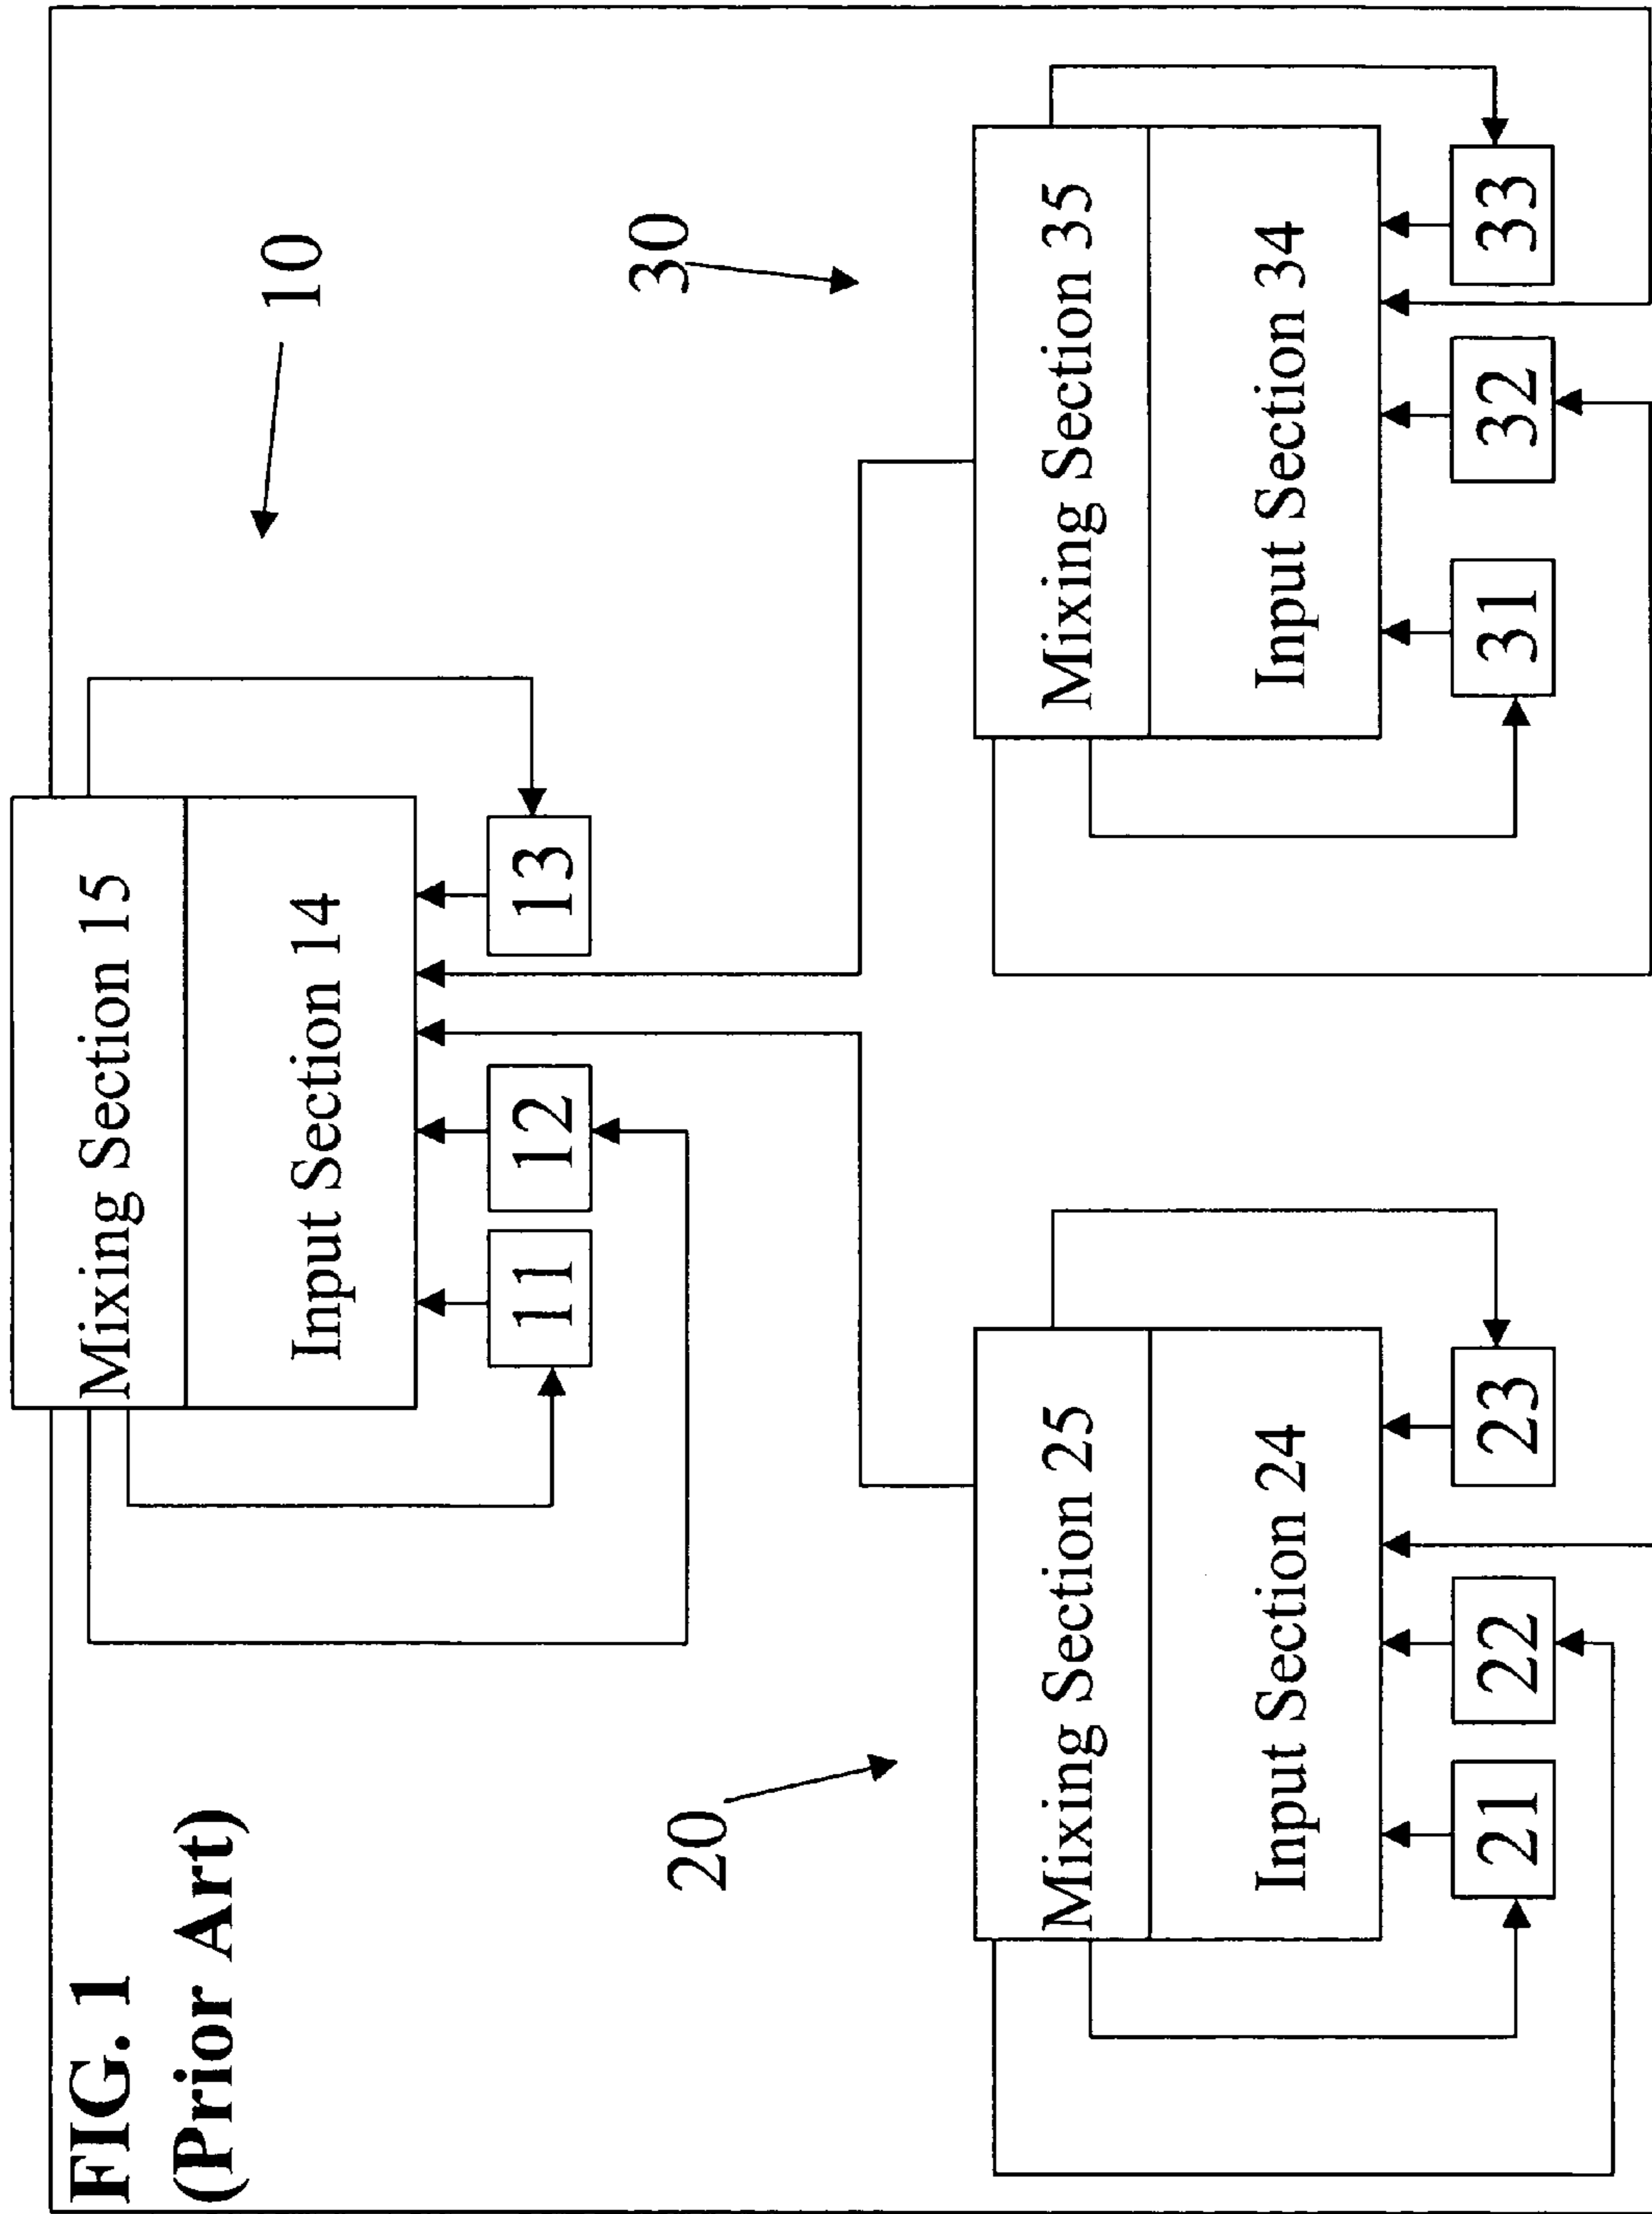 FIG. 1
(Prior Art)
10
Mixing Section 15
Input Section 14
11
12
13
20
Mixing Section 25
Input Section 24
21
22
23
30
Mixing Section 35
Input Section 34
31
32
33